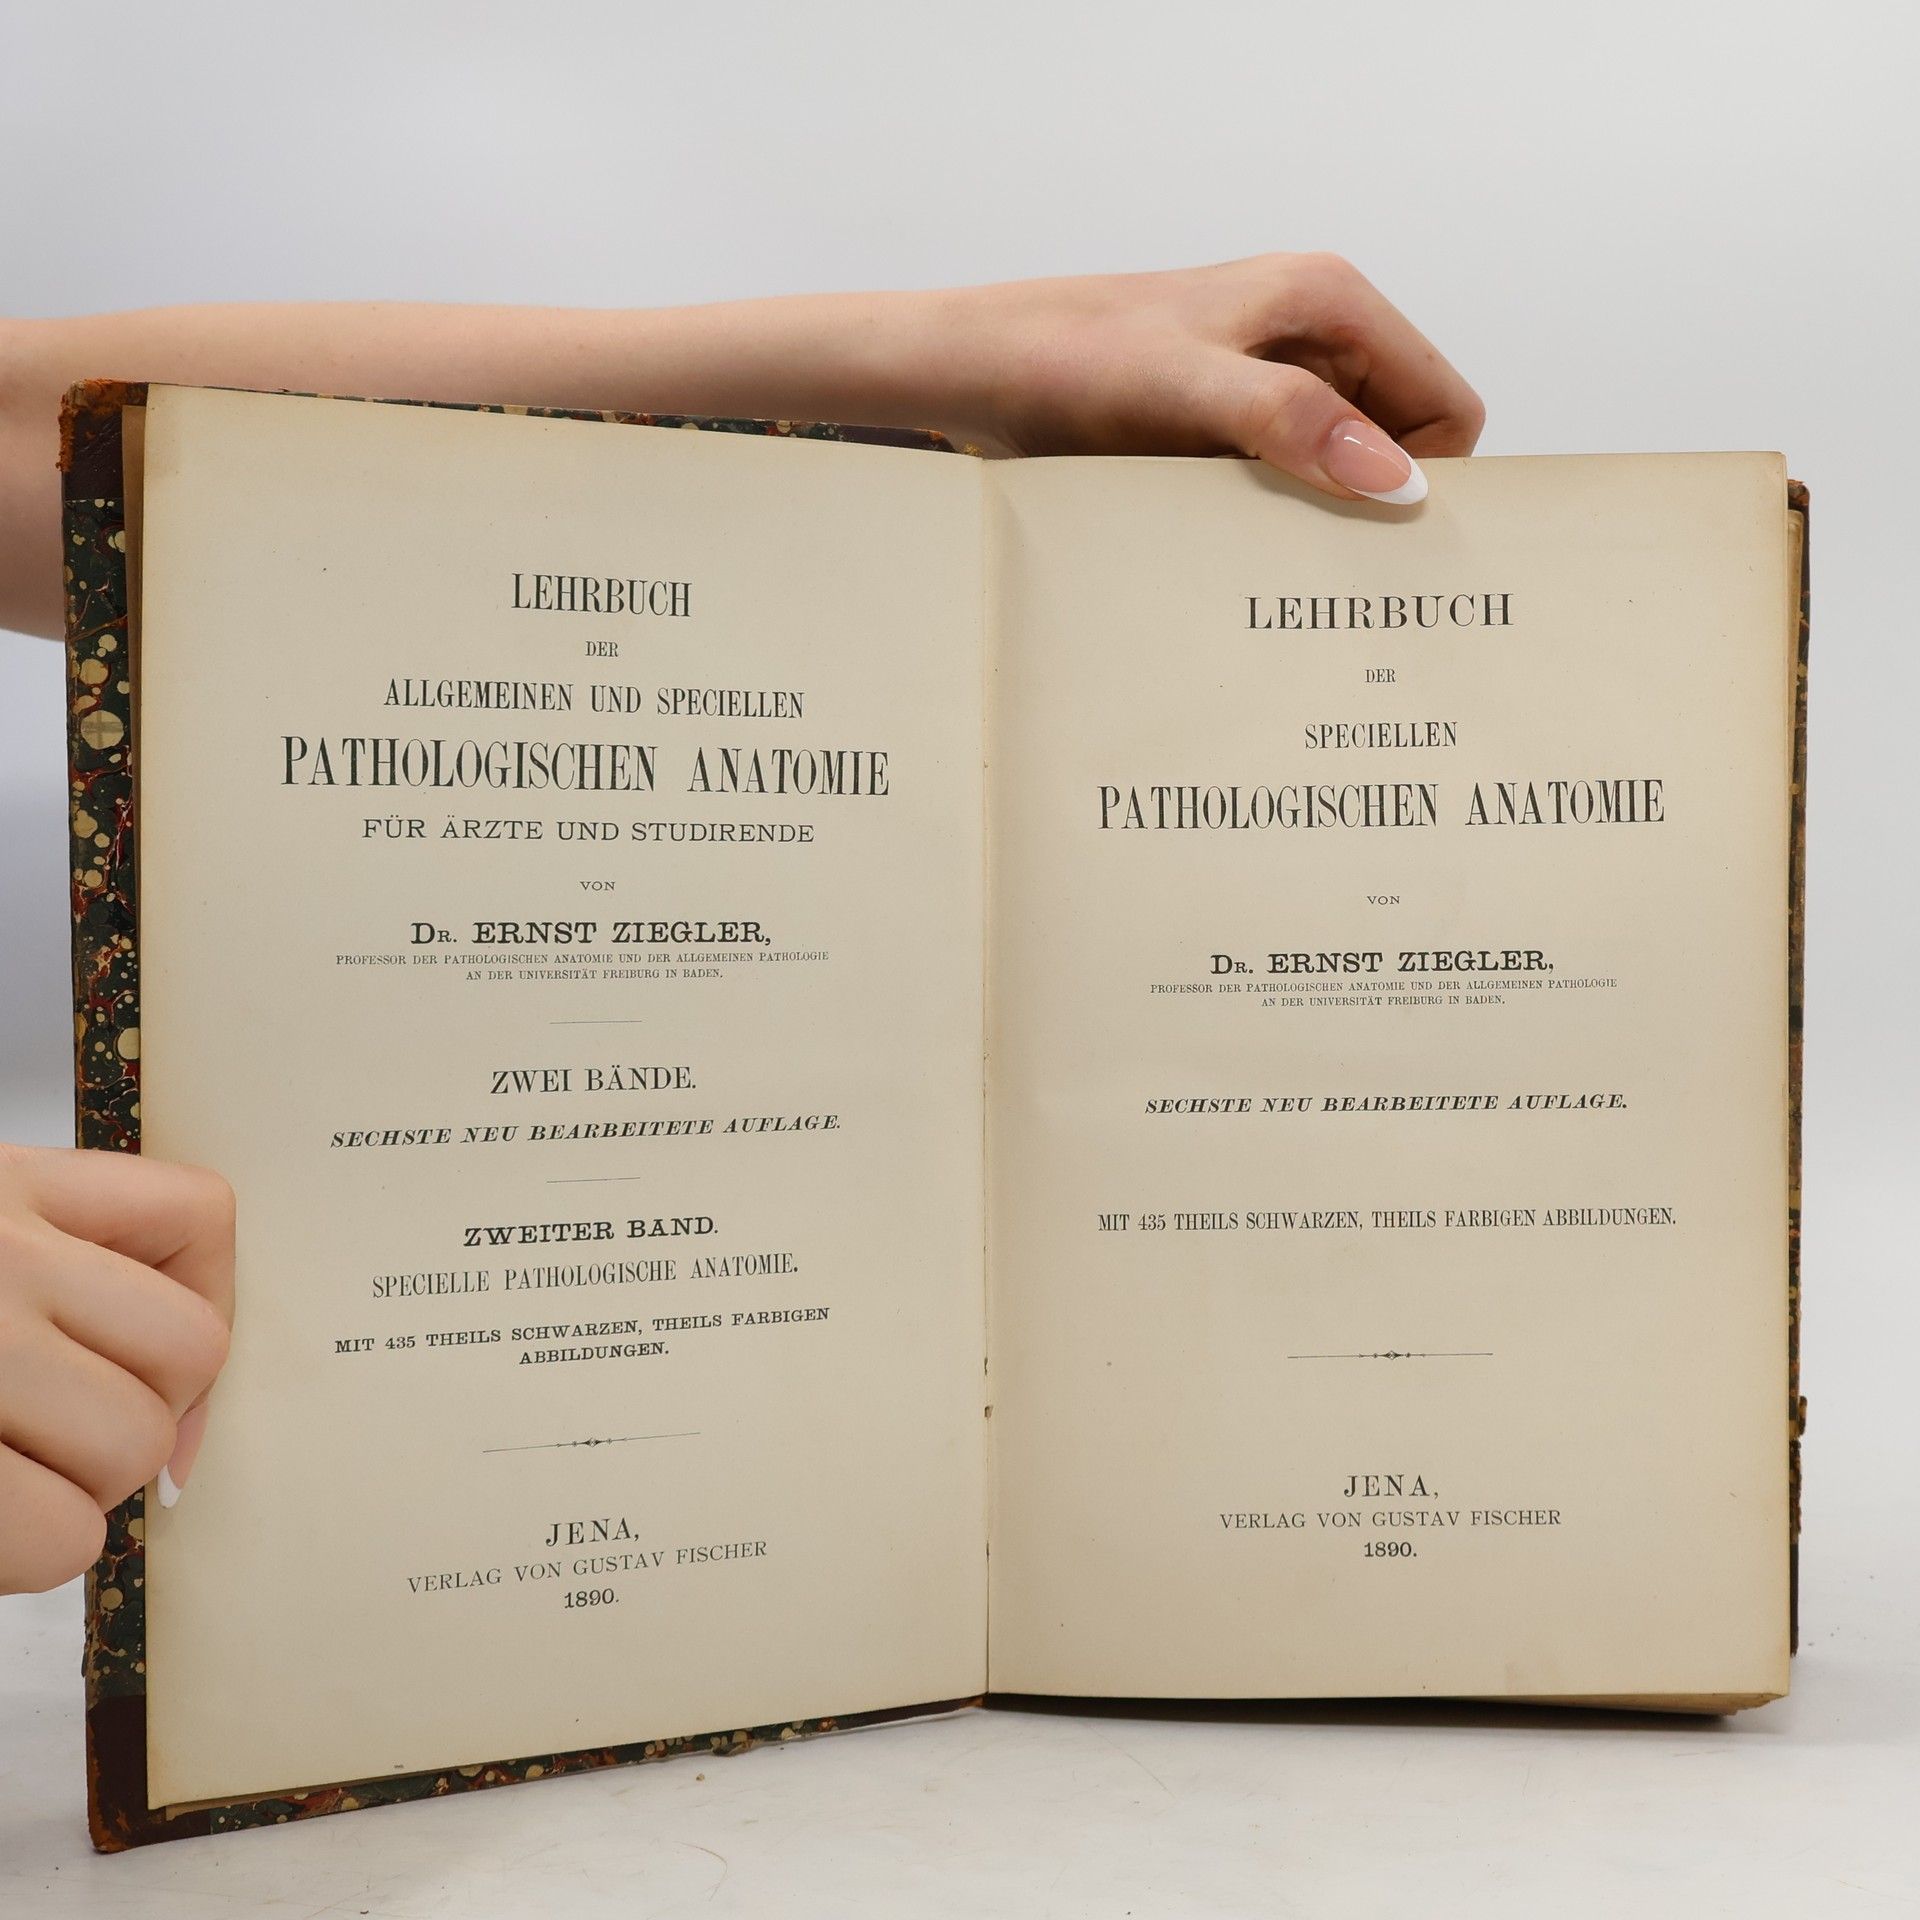 LEHRBUCH
DER
ALLGEMEINEN UND SPECIELLEN
PATHOLOGISCHEN ANATOMIE
FÜR ÄRZTE UND STUDIRENDE
VON
DR. ERNST ZIEGLER,
PROFESSOR DER PATHOLOGISCHEN ANATOMIE UND DER ALLGEMEINEN PATHOLOGIE
AN DER UNIVERSITÄT FREIBURG IN BADEN.
ZWEI BÄNDE.
SECHSTE NEU BEARBEITETE AUFLAGE.
ZWEITER BAND.
SPECIELLE PATHOLOGISCHE ANATOMIE.
MIT 435 THEILS SCHWARZEN, THEILS FARBIGEN
ABBILDUNGEN.
JENA,
VERLAG VON GUSTAV FISCHER
1890.
LEHRBUCH
DER
SPECIELLEN
PATHOLOGISCHEN ANATOMIE
VON
DR. ERNST ZIEGLER,
PROFESSOR DER PATHOLOGISCHEN ANATOMIE UND DER ALLGEMEINEN PATHOLOGIE
AN DER UNIVERSITÄT FREIBURG IN BADEN.
SECHSTE NEU BEARBEITETE AUFLAGE.
MIT 435 THEILS SCHWARZEN, THEILS FARBIGEN ABBILDUNGEN.
JENA,
VERLAG VON GUSTAV FISCHER
1890.